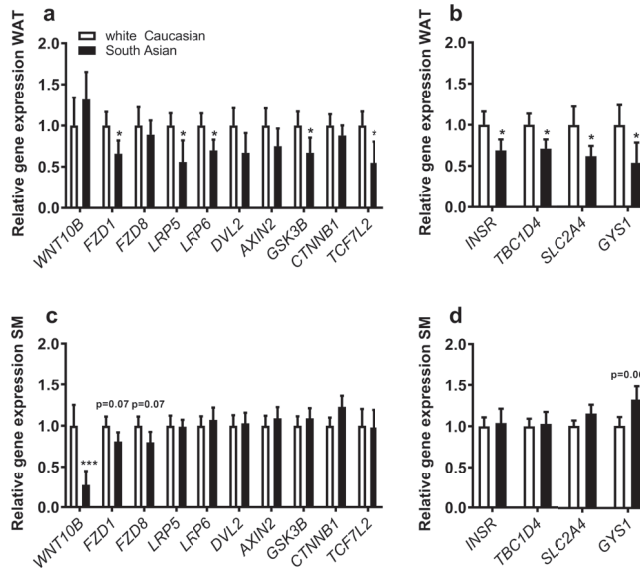 a
white Caucasian
South Asian
Relative gene expression WAT
2.0
1.5
1.0
0.5
0.0
* * * * *
WNT10B FZD1 FZD8 LRP5 LRP6 DVL2 AXIN2 GSK3B CTNNB1 TCF7L2
b
Relative gene expression WAT
2.0
1.5
1.0
0.5
0.0
* * * *
INSR TBC1D4 SLC2A4 GYS1
c
Relative gene expression SM
2.0
1.5
1.0
0.5
0.0
p=0.07 p=0.07
***
WNT10B FZD1 FZD8 LRP5 LRP6 DVL2 AXIN2 GSK3B CTNNB1 TCF7L2
d
Relative gene expression SM
2.0
1.5
1.0
0.5
0.0
INSR TBC1D4 SLC2A4 GYS1